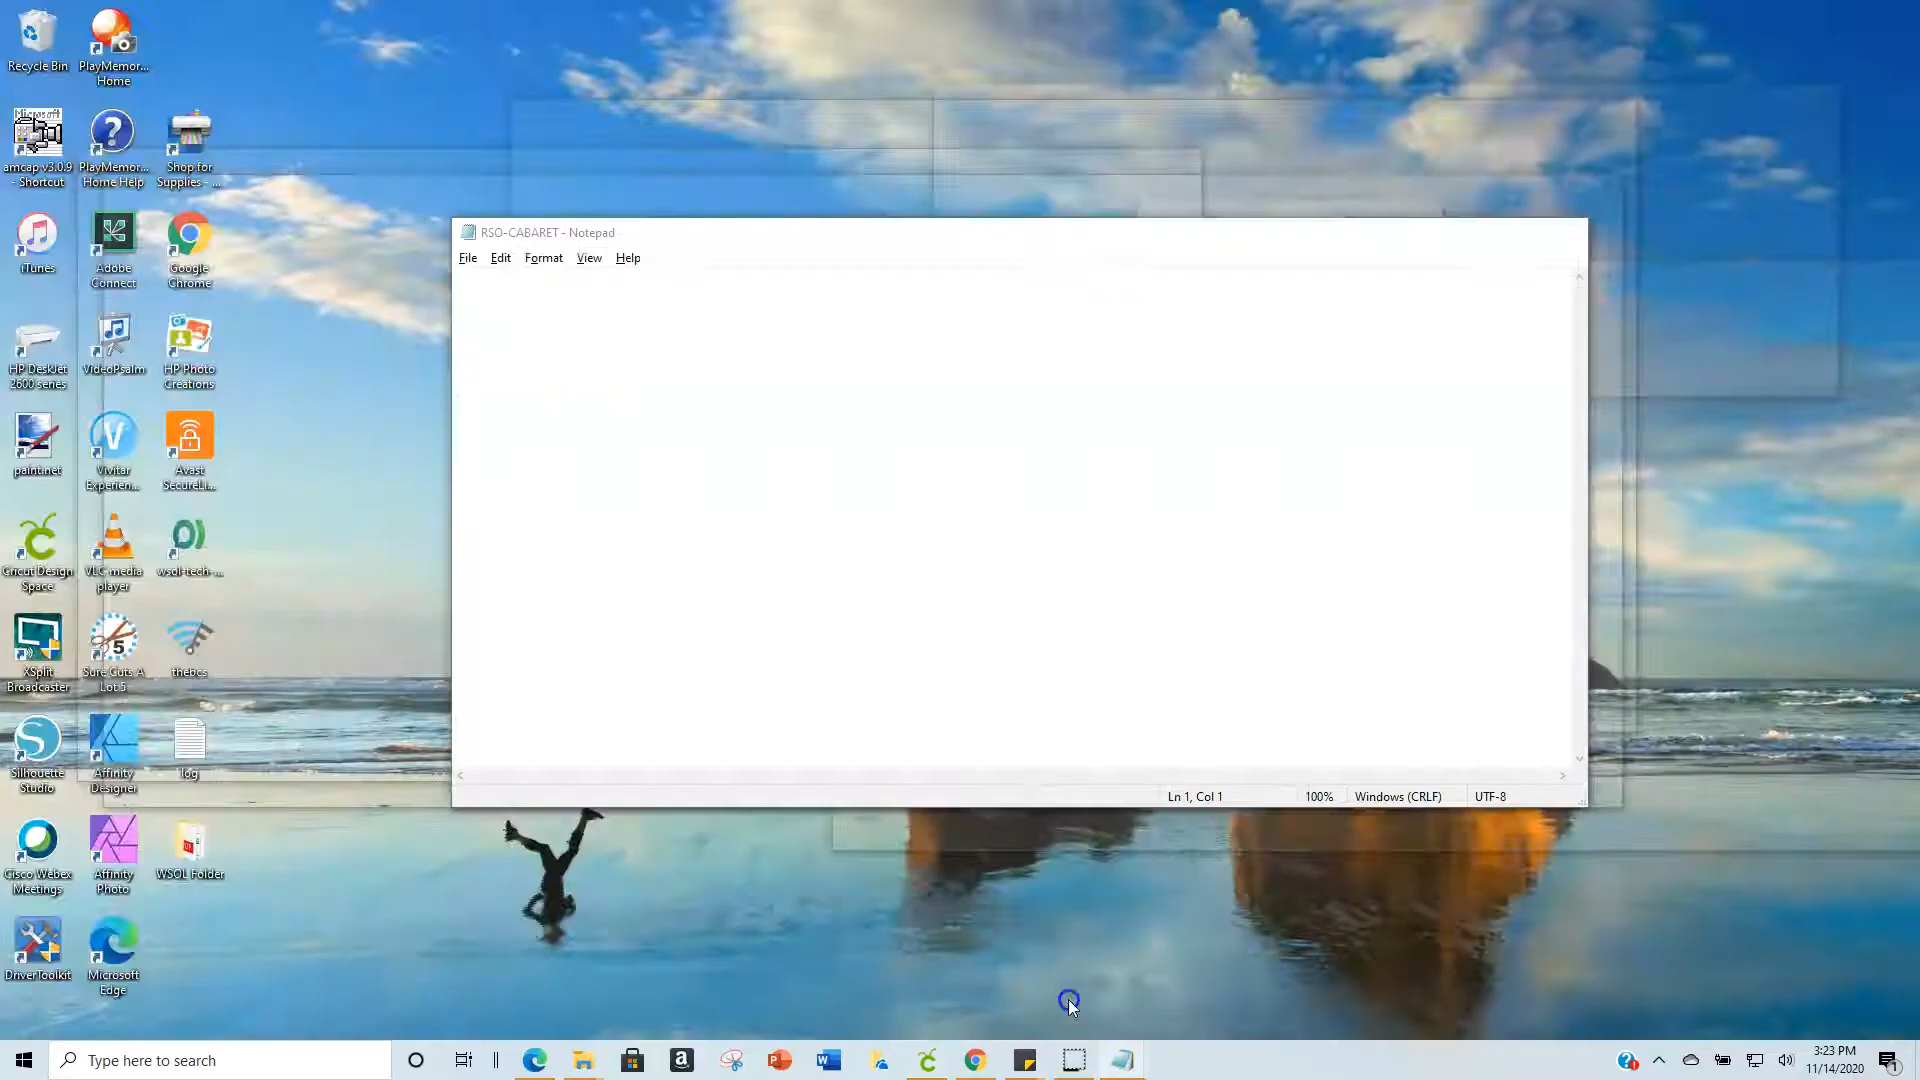 Recycle Bin
PlayMemor...
Home
Microsoft
amcap v3.0.9
- Shortcut
PlayMemor...
Home Help
Shop for
Supplies - ...
iTunes
Adobe
Connect
Google
Chrome
HP DeskJet
2600 series
VideoPsalm
HP Photo
Creations
paint.net
Vivitar
Experien...
Avast
SecureLi...
Cricut Design
Space
VLC media
player
wsol-tech-...
XSplit
Broadcaster
Sure Cuts A
Lot 5
thebcs
Silhouette
Studio
Affinity
Designer
log
Cisco Webex
Meetings
Affinity
Photo
WSOL Folder
DriverToolkit
Microsoft
Edge
RSO-CABARET - Notepad
File Edit Format View Help
Ln 1, Col 1 100% Windows (CRLF) UTF-8
Type here to search
3:23 PM
11/14/2020
1